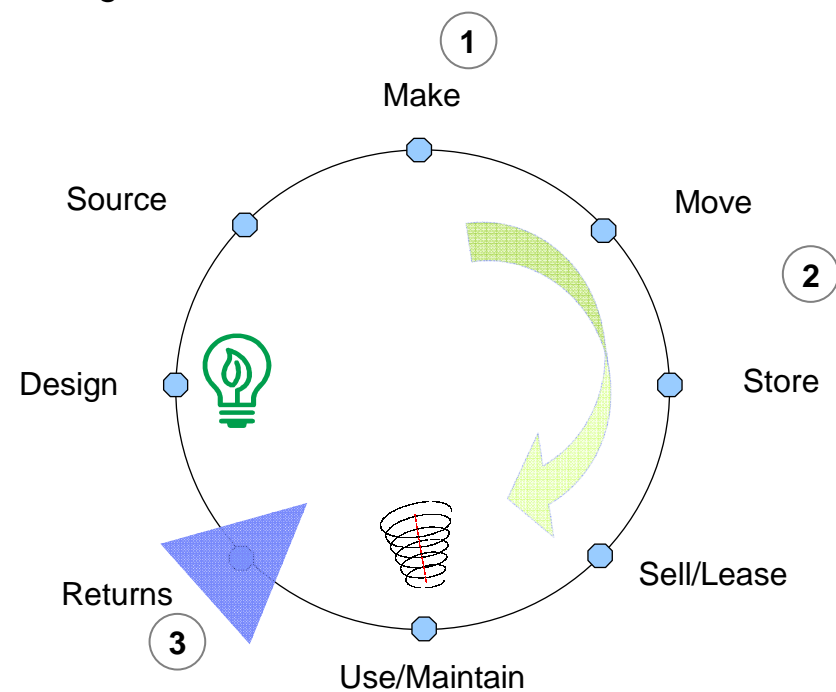 1
Make
Source
Move
2
Design
Store
Sell/Lease
Returns
3
Use/Maintain